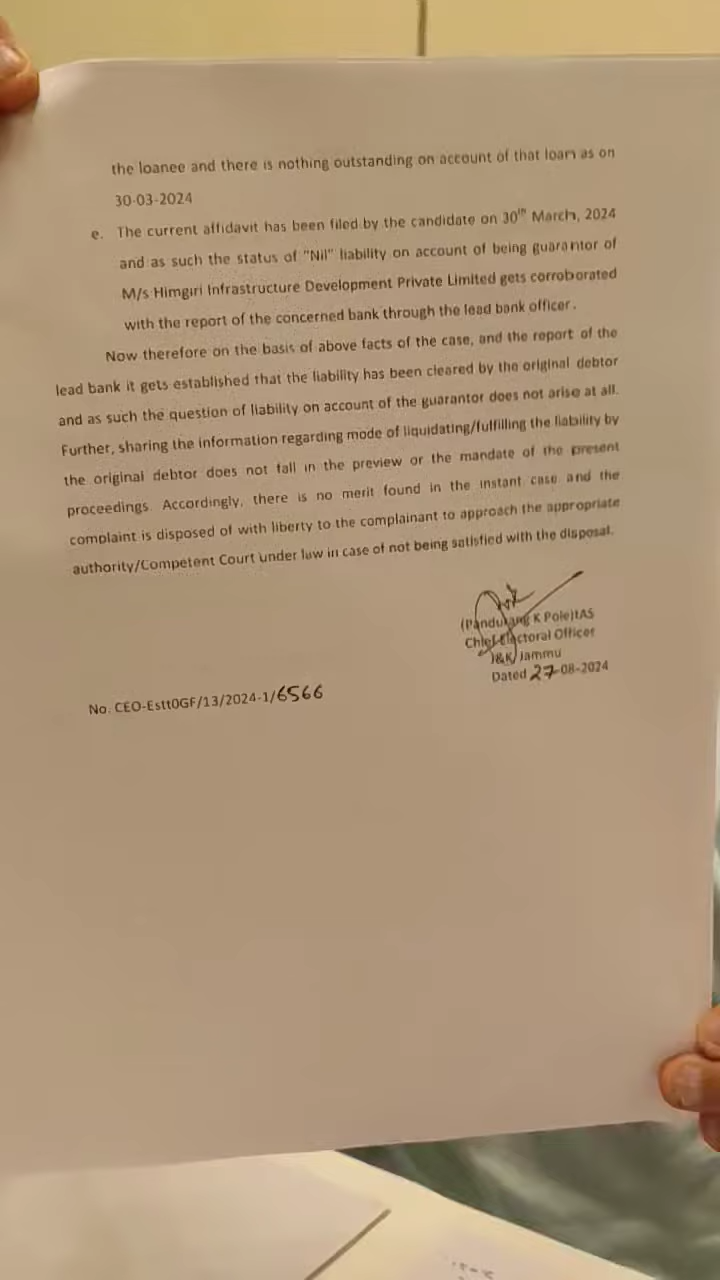 the loanee and there is nothing outstanding on account of that loan as on
30-03-2024
e. The current affidavit has been filed by the candidate on 30th March, 2024
and as such the status of "Nil" liability on account of being guarantor of
M/s Himgiri Infrastructure Development Private Limited gets corroborated
with the report of the concerned bank through the lead bank officer.
Now therefore on the basis of above facts of the case, and the report of the
lead bank it gets established that the liability has been cleared by the original debtor
and as such the question of liability on account of the guarantor does not arise at all.
Further, sharing the information regarding mode of liquidating/fulfilling the liability by
the original debtor does not fall in the preview or the mandate of the present
proceedings. Accordingly, there is no merit found in the instant case and the
complaint is disposed of with liberty to the complainant to approach the appropriate
authority/Competent Court under law in case of not being satisfied with the disposal.
(Pandurang K Pole)IAS
Chief Electoral Officer
J&K/Jammu
Dated 27-08-2024
No. CEO-Estt0GF/13/2024-1/6566